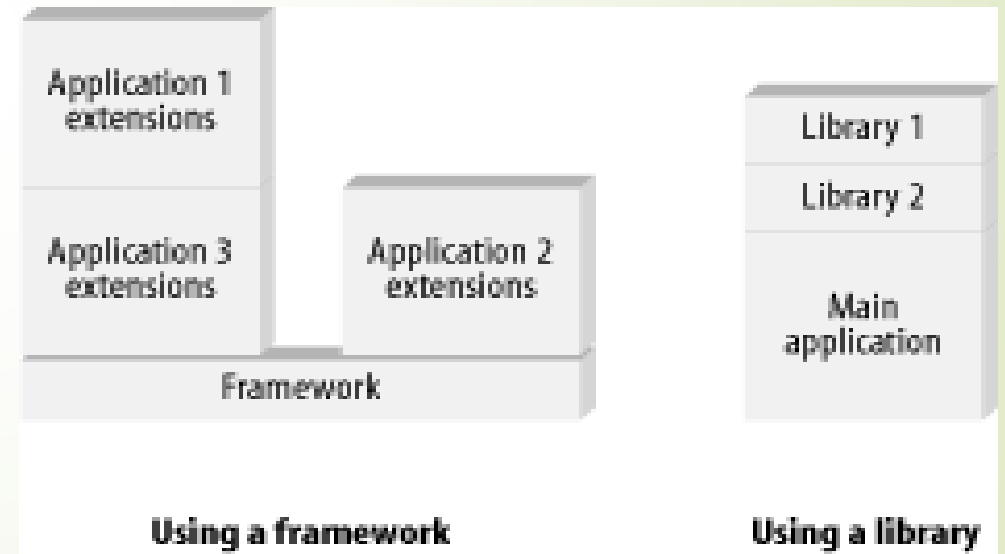 Application 1
extensions
Application 3
extensions
Application 2
extensions
Framework
Using a framework
Library 1
Library 2
Main
application
Using a library